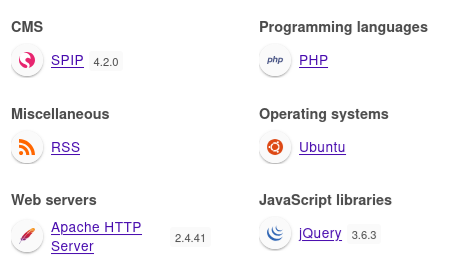 CMS
SPIP 4.2.0
Programming languages
php PHP
Miscellaneous
RSS
Operating systems
Ubuntu
Web servers
Apache HTTP
Server 2.4.41
JavaScript libraries
jQuery 3.6.3